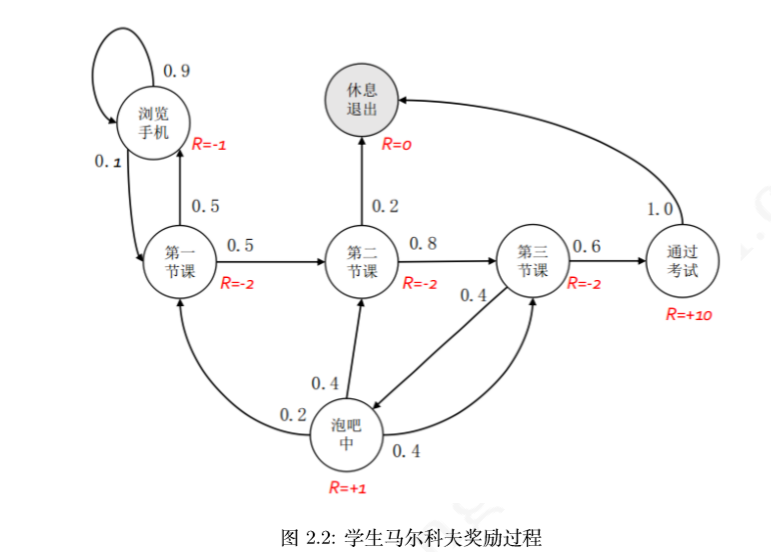 0.9
浏览
手机
R=-1
0.1
休息
退出
R=0
0.5
0.2
1.0
第一
节课
0.5
R=-2
第二
节课
0.8
R=-2
第三
节课
0.6
R=-2
通过
考试
R=+10
0.4
0.4
0.2
泡吧
中
0.4
R=+1
图 2.2: 学生马尔科夫奖励过程